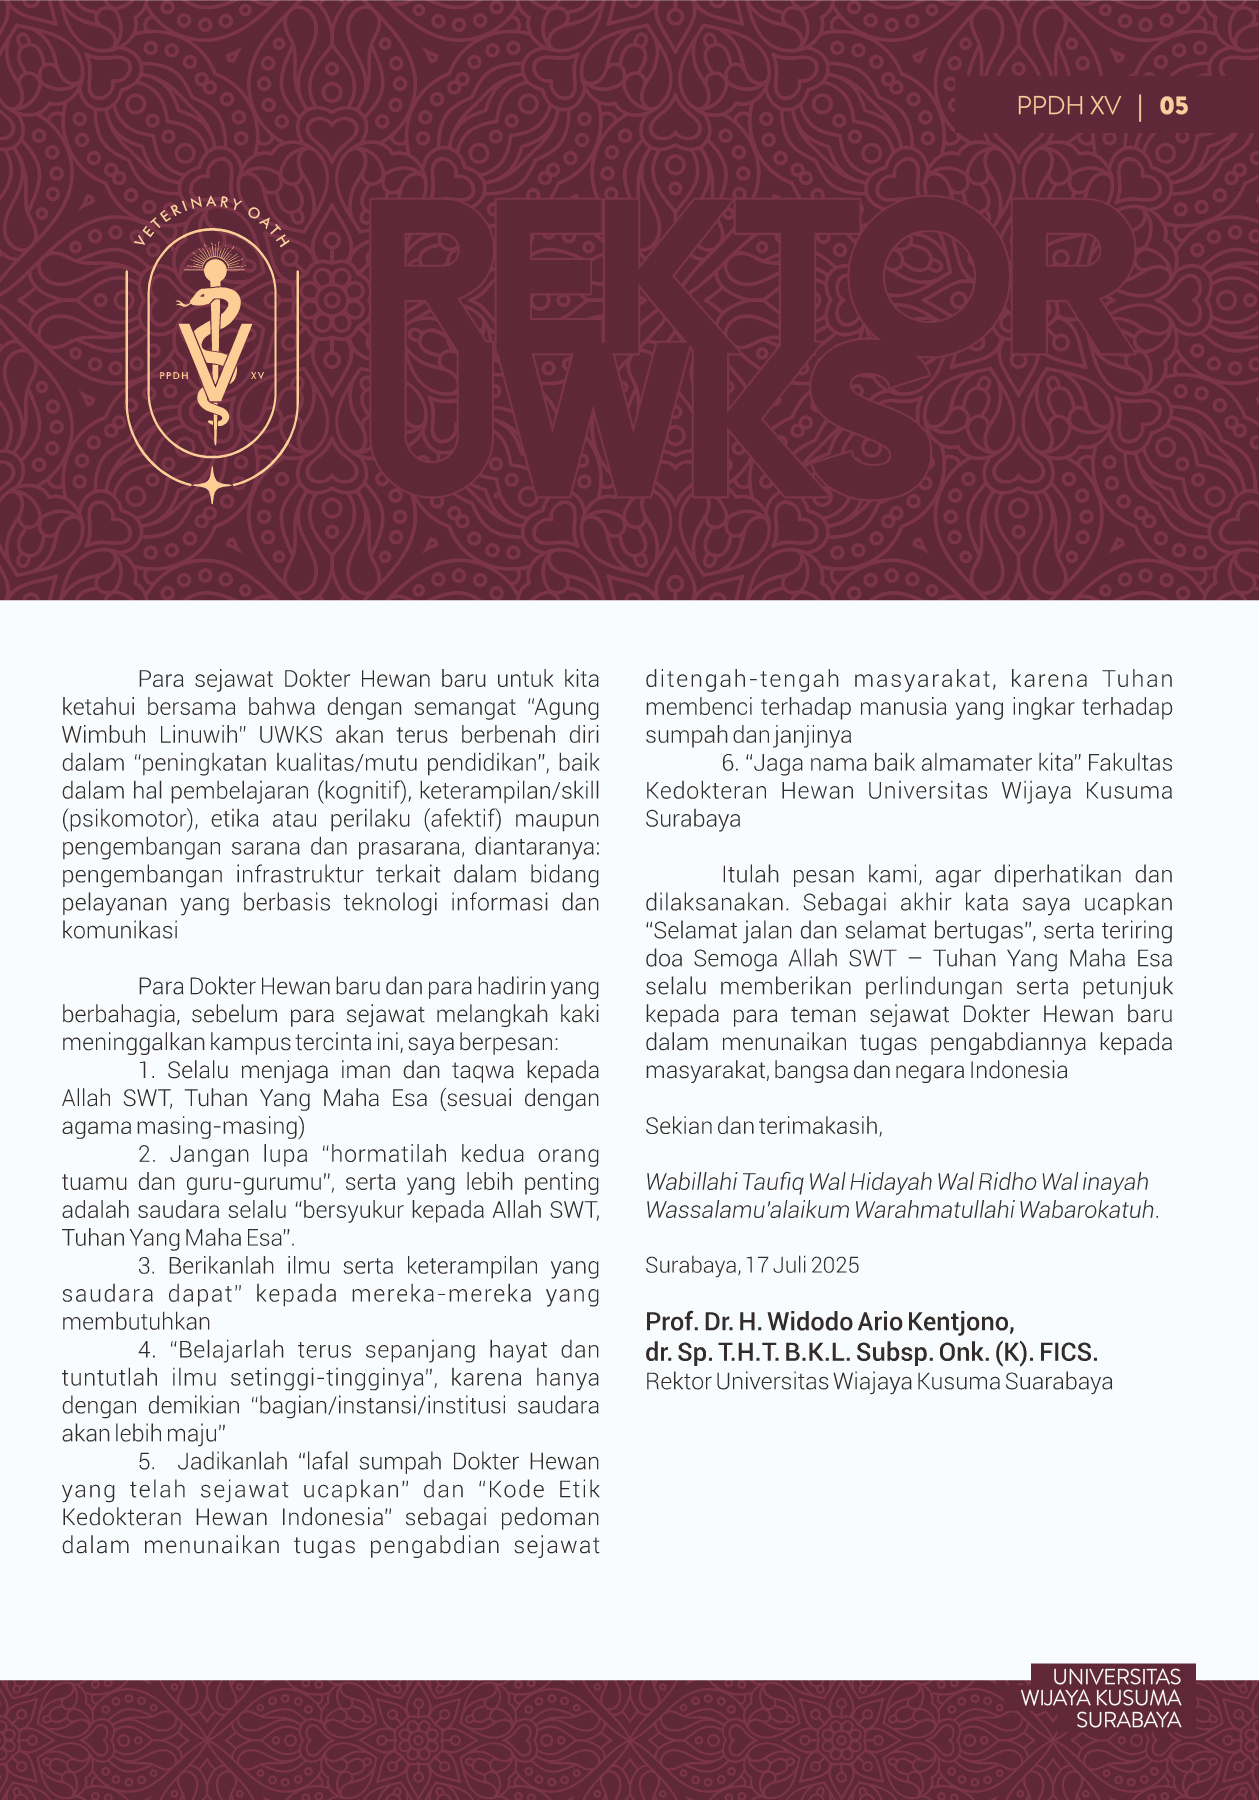 PPDH XV | 05
VETERINARY OATH
PPDH XV
REKTOR
UWKS
Para sejawat Dokter Hewan baru untuk kita
ketahui bersama bahwa dengan semangat “Agung
Wimbuh Linuwih” UWKS akan terus berbenah diri
dalam “peningkatan kualitas/mutu pendidikan”, baik
dalam hal pembelajaran (kognitif), keterampilan/skill
(psikomotor), etika atau perilaku (afektif) maupun
pengembangan sarana dan prasarana, diantaranya:
pengembangan infrastruktur terkait dalam bidang
pelayanan yang berbasis teknologi informasi dan
komunikasi
Para Dokter Hewan baru dan para hadirin yang
berbahagia, sebelum para sejawat melangkah kaki
meninggalkan kampus tercinta ini, saya berpesan:
1. Selalu menjaga iman dan taqwa kepada
Allah SWT, Tuhan Yang Maha Esa (sesuai dengan
agama masing-masing)
2. Jangan lupa “hormatilah kedua orang
tuamu dan guru-gurumu”, serta yang lebih penting
adalah saudara selalu “bersyukur kepada Allah SWT,
Tuhan Yang Maha Esa”.
3. Berikanlah ilmu serta keterampilan yang
saudara dapat” kepada mereka-mereka yang
membutuhkan
4. “Belajarlah terus sepanjang hayat dan
tuntutlah ilmu setinggi-tingginya”, karena hanya
dengan demikian “bagian/instansi/institusi saudara
akan lebih maju”
5. Jadikanlah “lafal sumpah Dokter Hewan
yang telah sejawat ucapkan” dan “Kode Etik
Kedokteran Hewan Indonesia” sebagai pedoman
dalam menunaikan tugas pengabdian sejawat
ditengah-tengah masyarakat, karena Tuhan
membenci terhadap manusia yang ingkar terhadap
sumpah dan janjinya
6. “Jaga nama baik almamater kita” Fakultas
Kedokteran Hewan Universitas Wijaya Kusuma
Surabaya
Itulah pesan kami, agar diperhatikan dan
dilaksanakan. Sebagai akhir kata saya ucapkan
“Selamat jalan dan selamat bertugas”, serta teriring
doa Semoga Allah SWT – Tuhan Yang Maha Esa
selalu memberikan perlindungan serta petunjuk
kepada para teman sejawat Dokter Hewan baru
dalam menunaikan tugas pengabdiannya kepada
masyarakat, bangsa dan negara Indonesia
Sekian dan terimakasih,
Wabillahi Taufiq Wal Hidayah Wal Ridho Wal inayah
Wassalamu’alaikum Warahmatullahi Wabarokatuh.
Surabaya, 17 Juli 2025
Prof. Dr. H. Widodo Ario Kentjono,
dr. Sp. T.H.T. B.K.L. Subsp. Onk. (K). FICS.
Rektor Universitas Wiajaya Kusuma Suarabaya
UNIVERSITAS
WIJAYA KUSUMA
SURABAYA